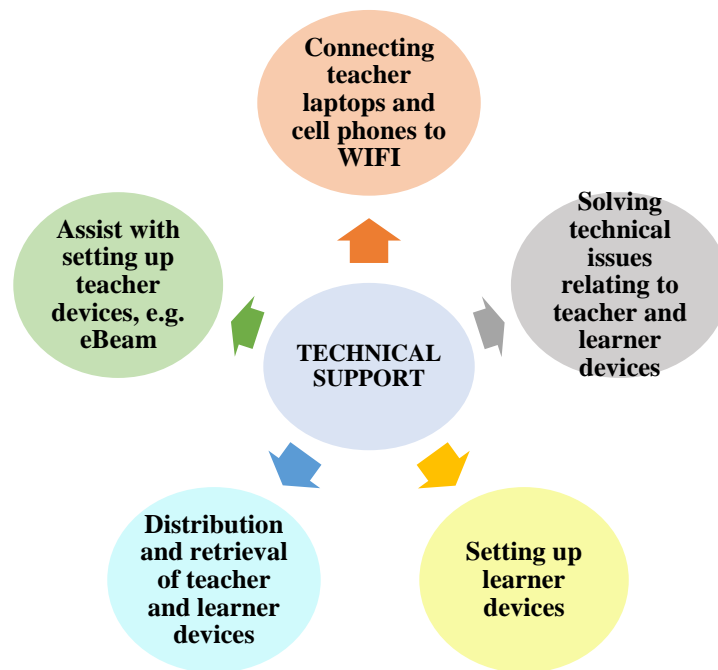 Connecting
teacher
laptops and
cell phones to
WIFI
Assist with
setting up
teacher
devices, e.g.
eBeam
Solving
technical
issues
relating to
teacher and
learner
devices
TECHNICAL
SUPPORT
Distribution
and retrieval
of teacher
and learner
devices
Setting up
learner
devices